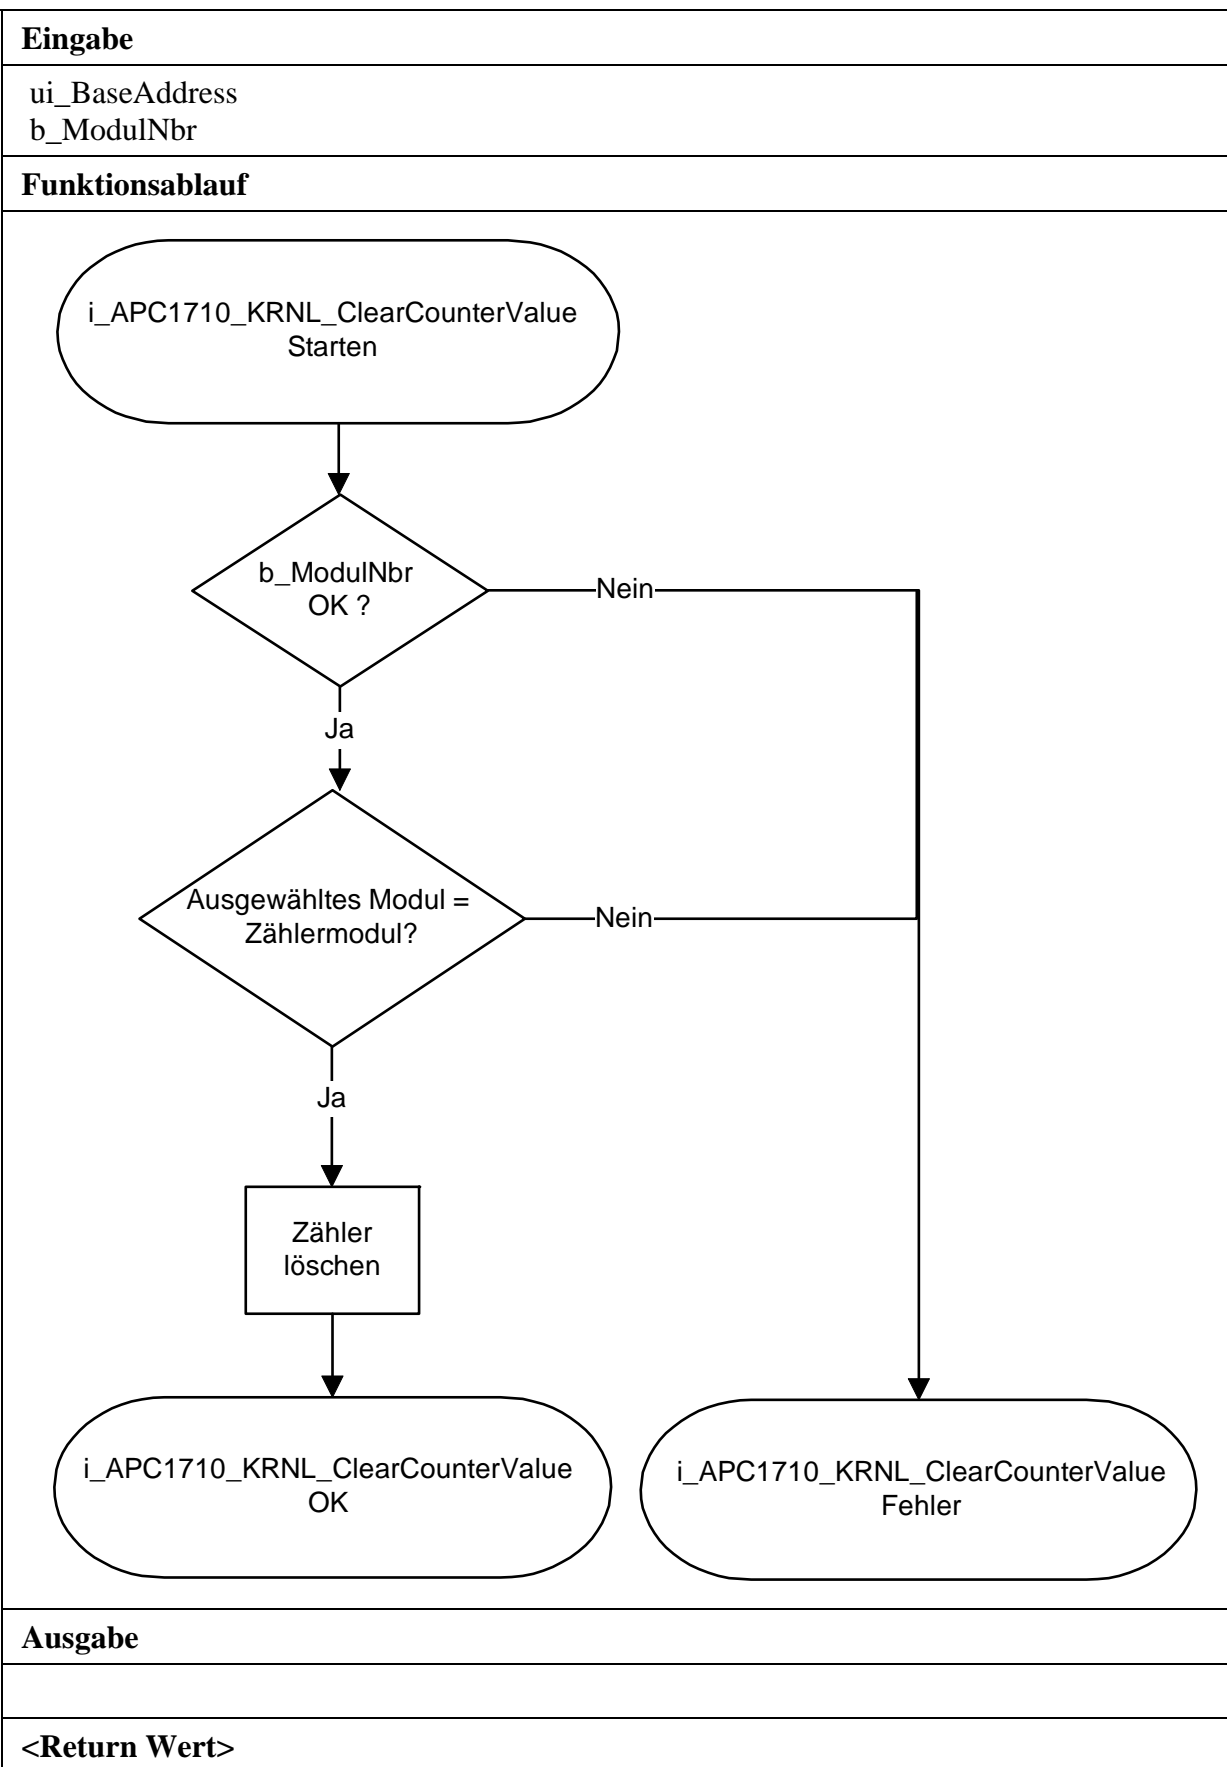 Eingabe
ui_BaseAddress
b_ModulNbr
Funktionsablauf
i_APC1710_KRNL_ClearCounterValue
Starten
b_ModulNbr
OK ?
Nein
Ja
Ausgewähltes Modul =
Zählermodul?
Nein
Ja
Zähler
löschen
i_APC1710_KRNL_ClearCounterValue
OK
i_APC1710_KRNL_ClearCounterValue
Fehler
Ausgabe
<Return Wert>